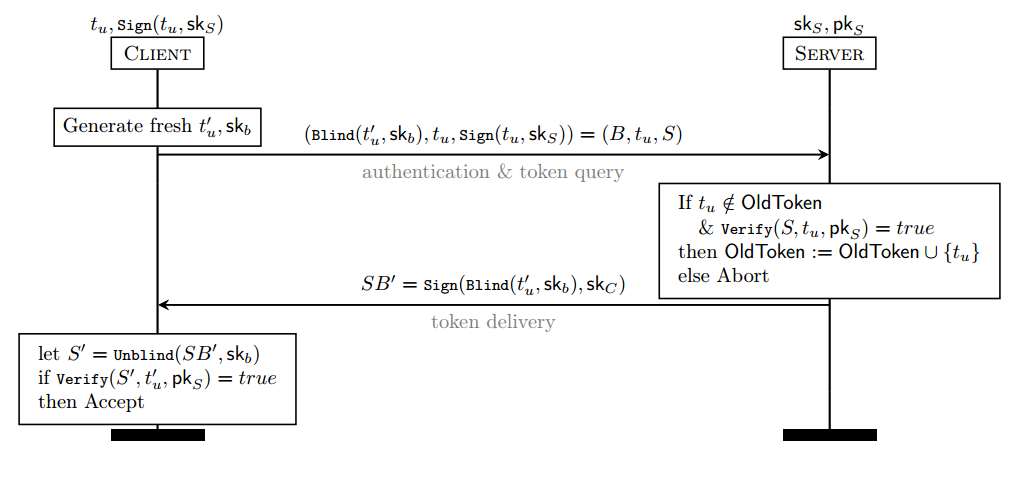 t_u, Sign(t_u, sk_S)
sk_S, pk_S
CLIENT
SERVER
Generate fresh t′_u, sk_b
(Blind(t′_u, sk_b), t_u, Sign(t_u, sk_S)) = (B, t_u, S)
authentication & token query
If t_u ∉ OldToken
& Verify(S, t_u, pk_S) = true
then OldToken := OldToken ∪ {t_u}
else Abort
SB′ = Sign(Blind(t′_u, sk_b), sk_C)
token delivery
let S′ = Unblind(SB′, sk_b)
if Verify(S′, t′_u, pk_S) = true
then Accept